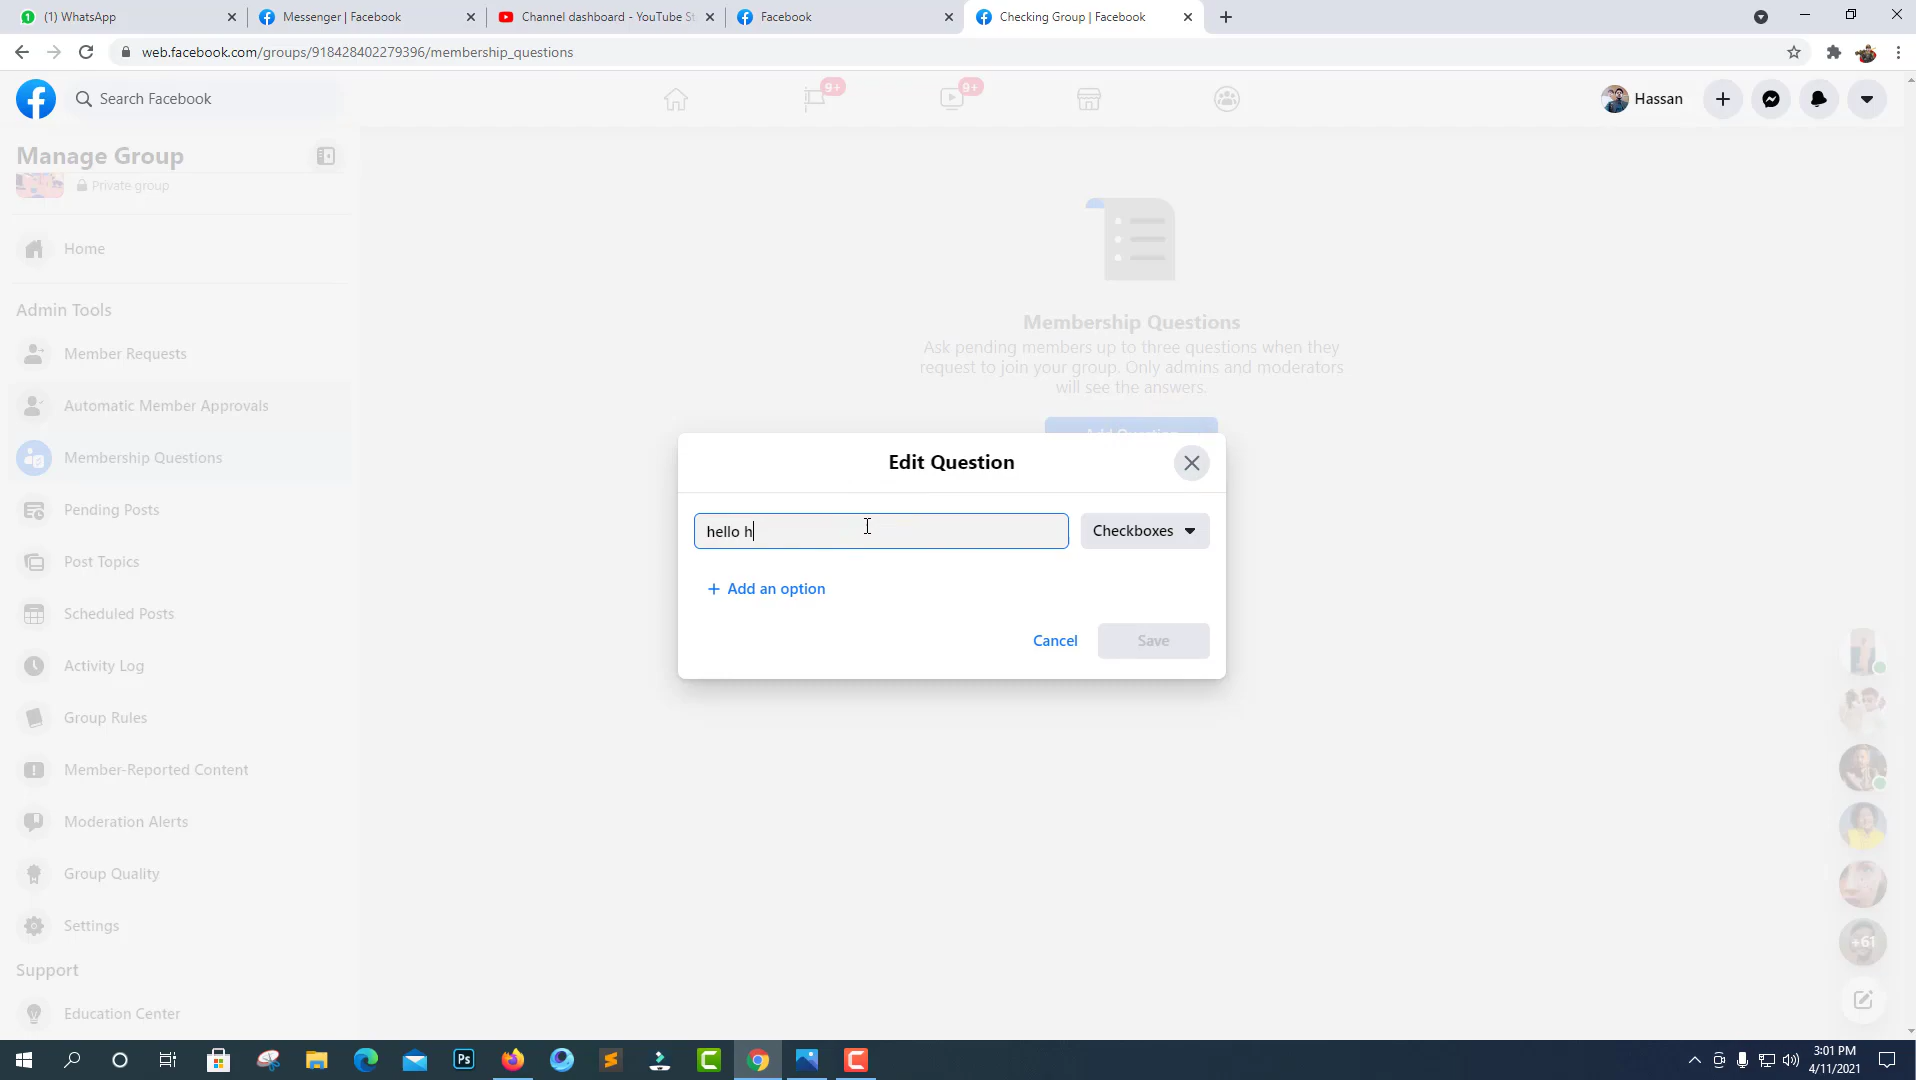 (1) WhatsApp
Messenger | Facebook
Channel dashboard - YouTube St
Facebook
Checking Group | Facebook
web.facebook.com/groups/918428402279396/membership_questions
Search Facebook
9+
9+
Hassan
Manage Group
Private group
Home
Admin Tools
Member Requests
Automatic Member Approvals
Membership Questions
Pending Posts
Post Topics
Scheduled Posts
Activity Log
Group Rules
Member-Reported Content
Moderation Alerts
Group Quality
Settings
Support
Education Center
Membership Questions
Ask pending members up to three questions when they
request to join your group. Only admins and moderators
will see the answers.
Add Question
Edit Question
hello h
Checkboxes
+ Add an option
Cancel
Save
+61
Ps
3:01 PM
4/11/2021